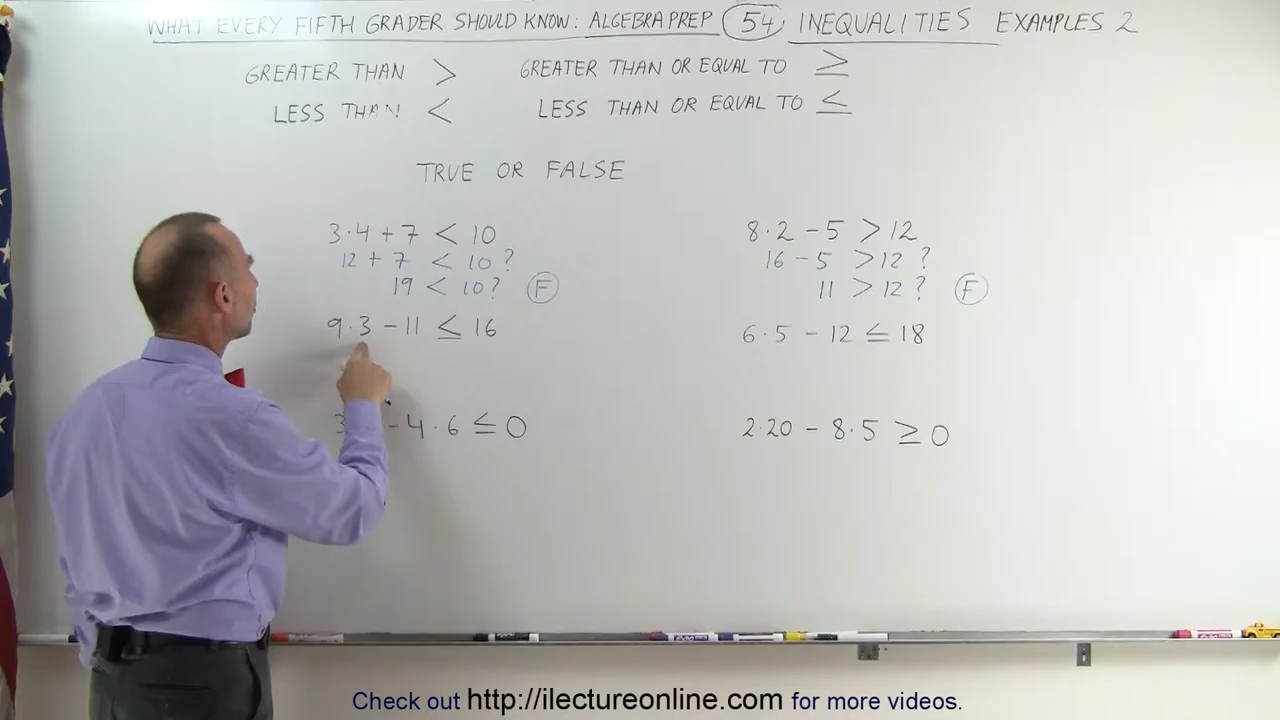 WHAT EVERY FIFTH GRADER SHOULD KNOW: ALGEBRA PREP 54 INEQUALITIES EXAMPLES 2
GREATER THAN > GREATER THAN OR EQUAL TO ≥
LESS THAN < LESS THAN OR EQUAL TO ≤
TRUE OR FALSE
3·4 + 7 < 10
12 + 7 < 10 ?
19 < 10? F
9·3 - 11 ≤ 16
3 - 4·6 ≤ 0
8·2 - 5 > 12
16 - 5 > 12 ?
11 > 12 ? F
6·5 - 12 ≤ 18
2·20 - 8·5 ≥ 0
Check out http://ilectureonline.com for more videos.